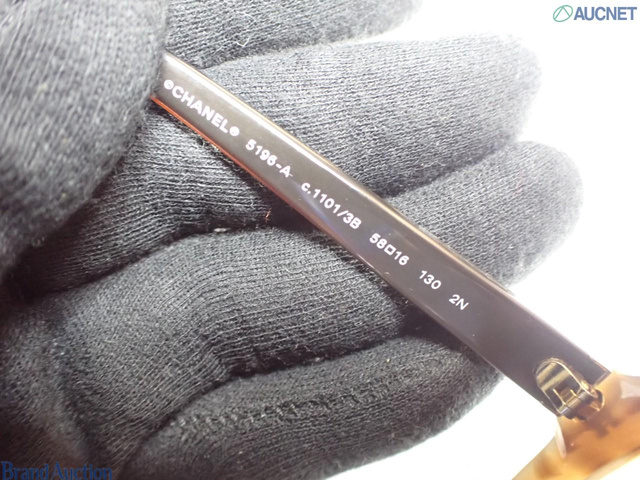 AUCNET
®CHANEL® 5196-A c.1101/3B 58□16 130 2N
Brand Auction